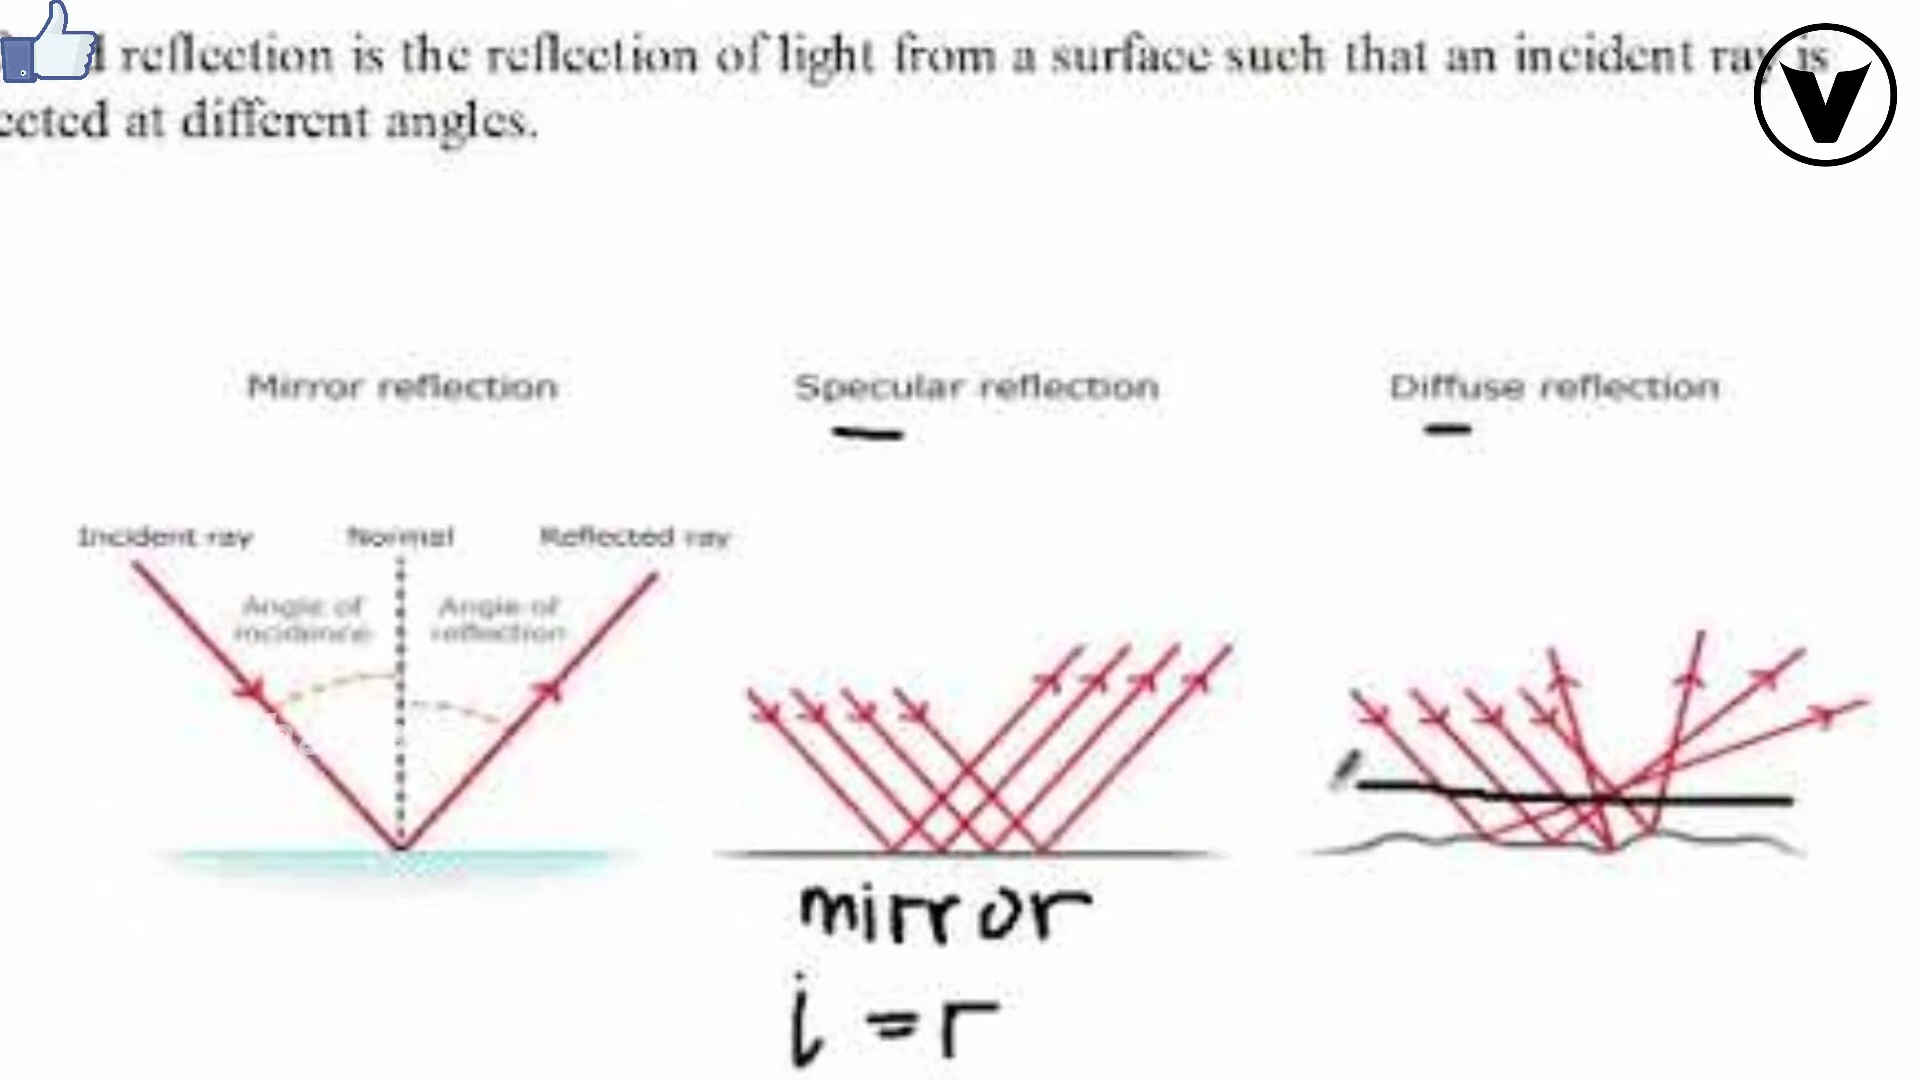 reflection is the reflection of light from a surface such that an incident ray is
ected at different angles.
Mirror reflection
Specular reflection
Diffuse reflection
Incident ray
Normal
Reflected ray
Angle of
incidence
Angle of
reflection
mirror
i = r
V